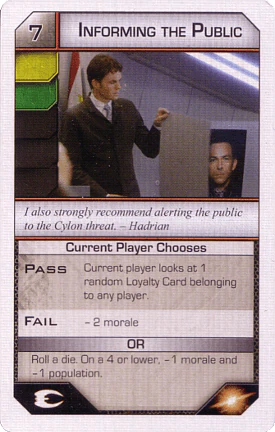 7
INFORMING THE PUBLIC
I also strongly recommend alerting the public
to the Cylon threat. – Hadrian
Current Player Chooses
PASS
Current player looks at 1
random Loyalty Card belonging
to any player.
FAIL
- 2 morale
OR
Roll a die. On a 4 or lower, -1 morale and
-1 population.